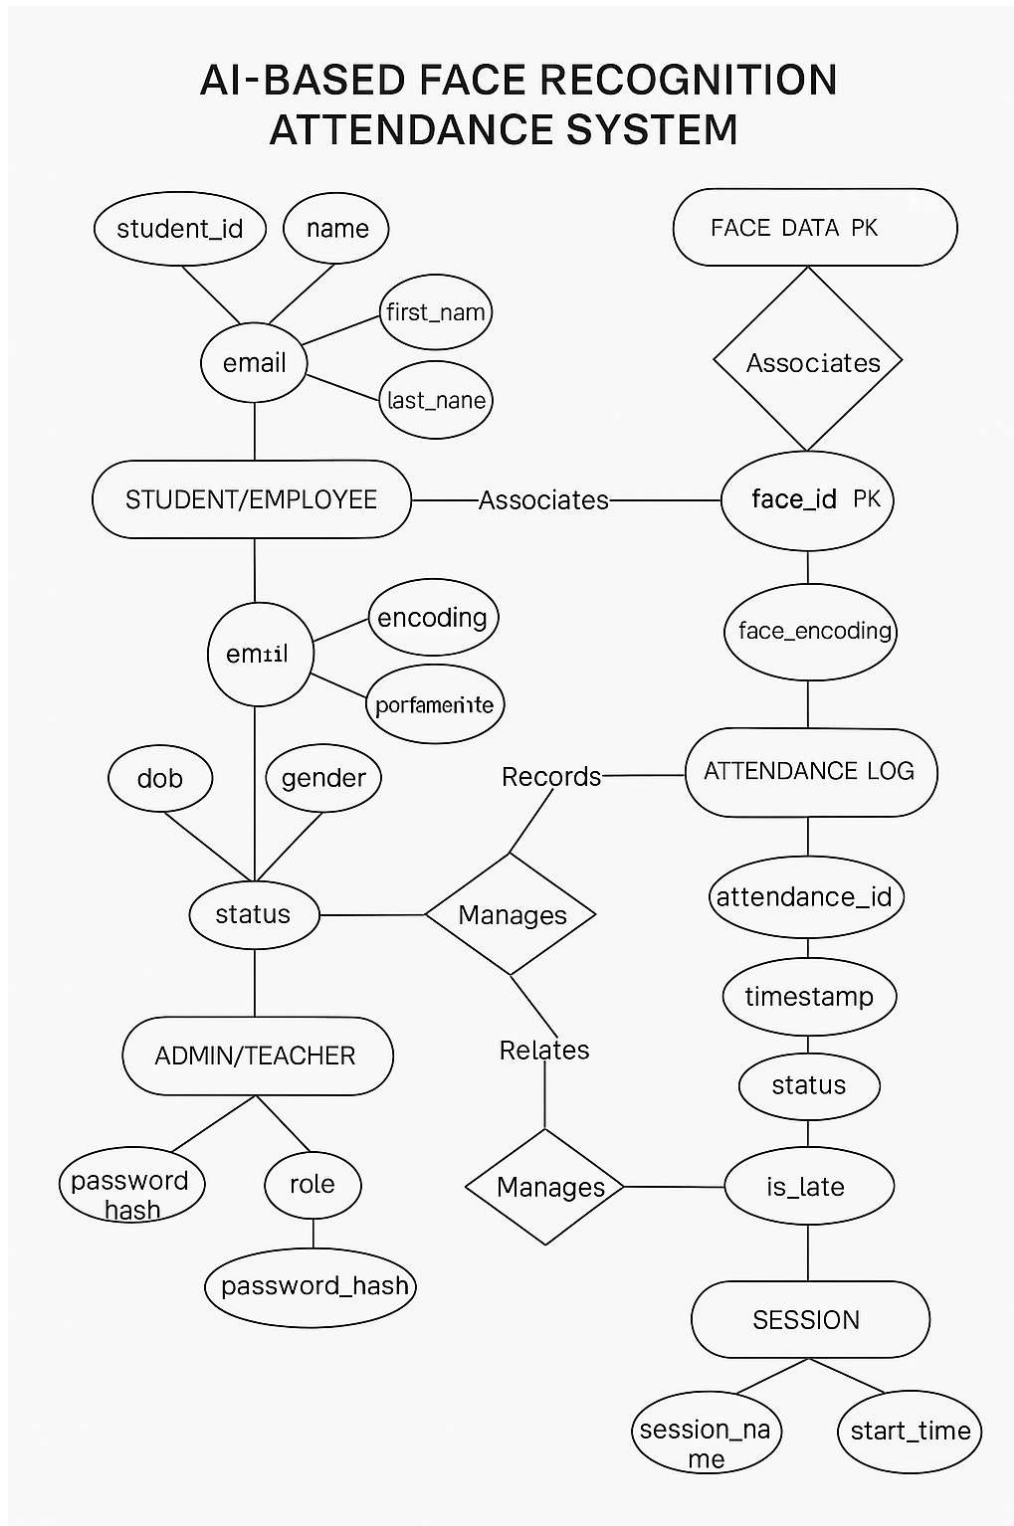 AI-BASED FACE RECOGNITION
ATTENDANCE SYSTEM
student_id
name
FACE DATA PK
first_nam
email
Associates
last_nane
STUDENT/EMPLOYEE
Associates
face_id PK
encoding
face_encoding
dob
gender
Records
ATTENDANCE LOG
attendance_id
status
Manages
timestamp
Relates
ADMIN/TEACHER
status
password
hash
role
Manages
is_late
password_hash
SESSION
session_na
me
start_time